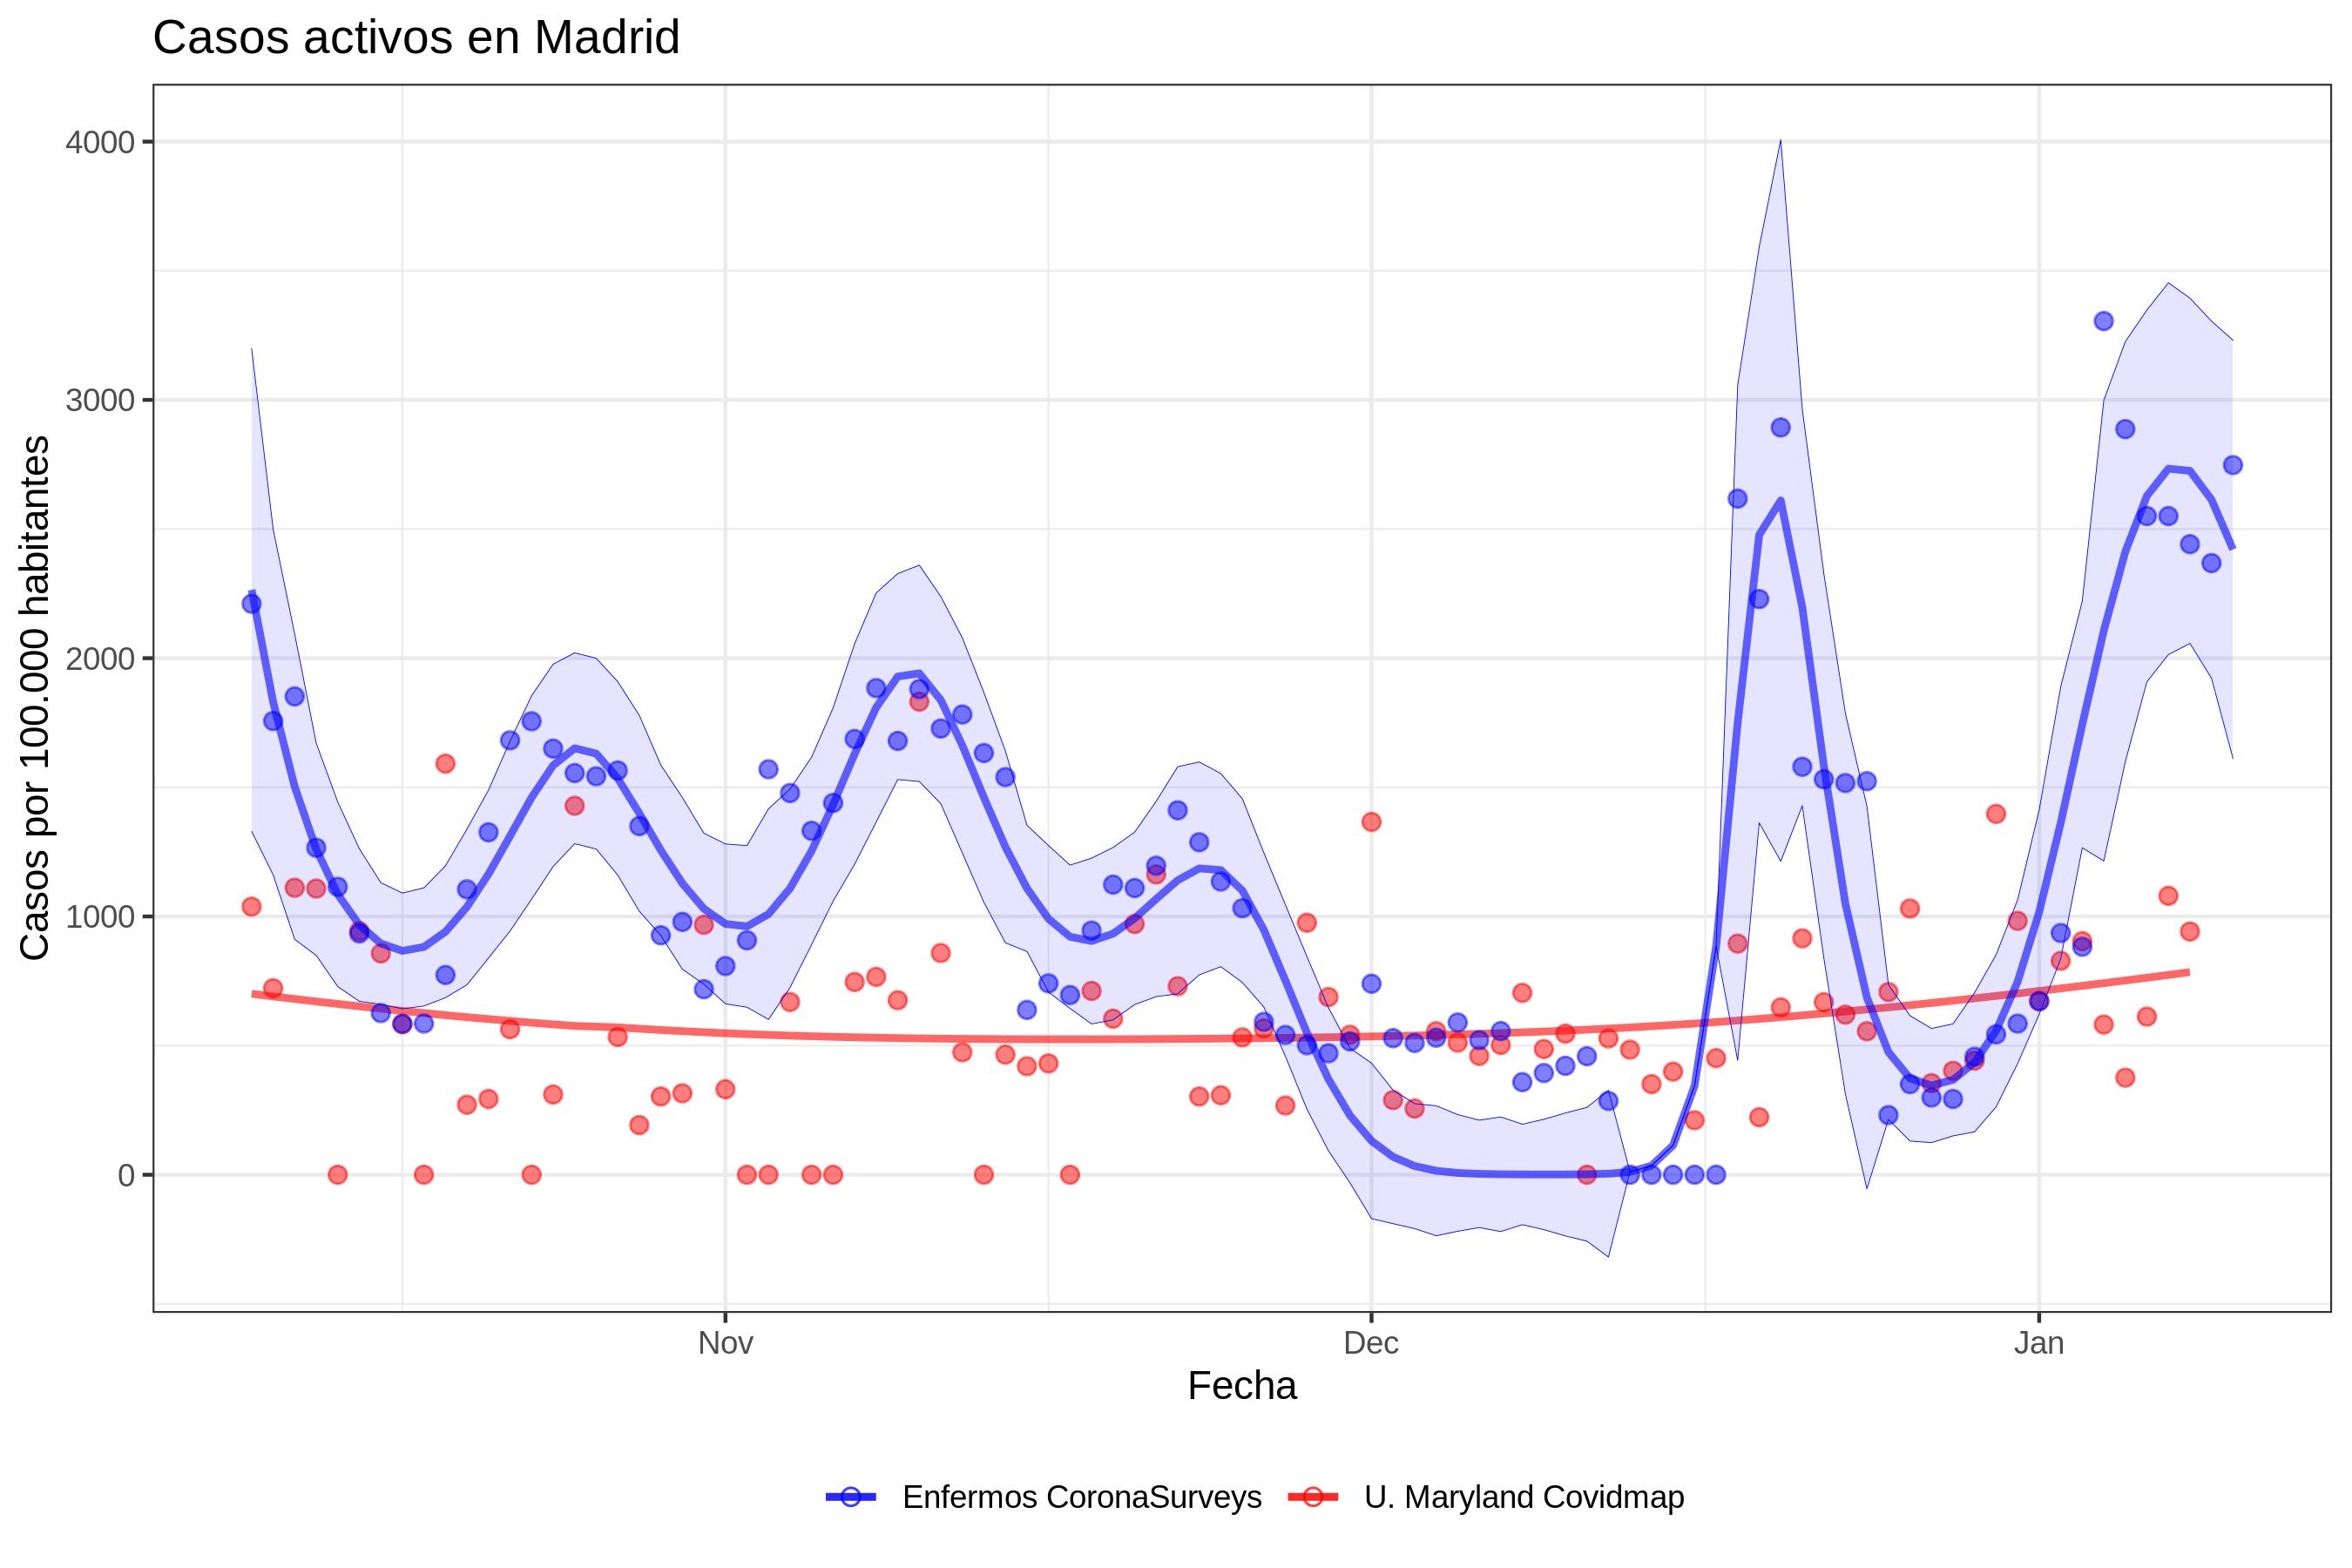 Casos activos en Madrid
Casos por 100.000 habitantes
4000
3000
2000
1000
0
Nov Dec Jan
Fecha
Enfermos CoronaSurveys U. Maryland Covidmap